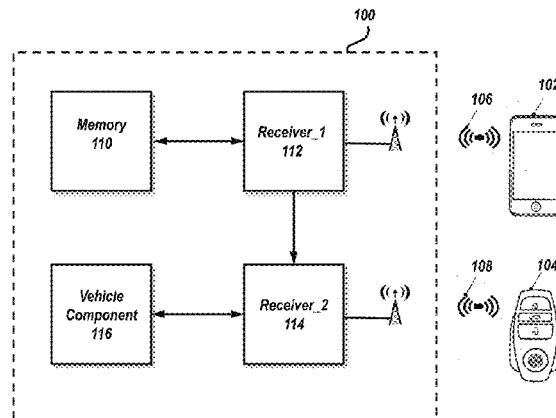 100
102
106
Memory
110
Receiver_1
112
108
104
Vehicle
Component
116
Receiver_2
114